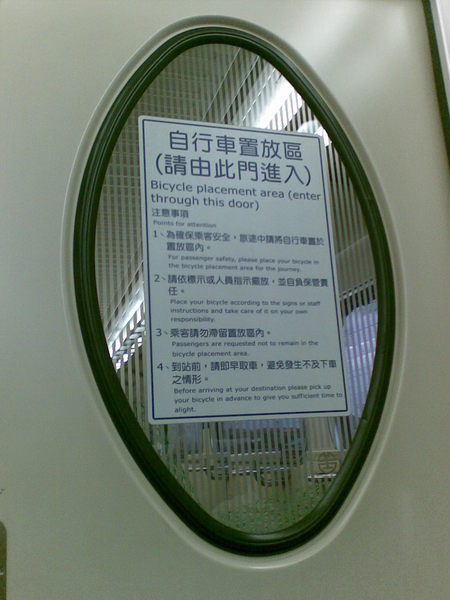 自行車置放區
(請由此門進入)
Bicycle placement area (enter
through this door)
注意事項
Points for attention
1、為確保乘客安全，旅途中請將自行車置於
置放區內。
For passenger safety, please place your bicycle in
the bicycle placement area for the journey.
2、請依標示或人員指示擺放，並自負保管責
任。
Place your bicycle according to the signs or staff
instructions and take care of it on your own
responsibility.
3、乘客請勿滯留置放區內。
Passengers are requested not to remain in the
bicycle placement area.
4、到站前，請即早取車，避免發生不及下車
之情形。
Before arriving at your destination please pick up
your bicycle in advance to give you sufficient time to
alight.